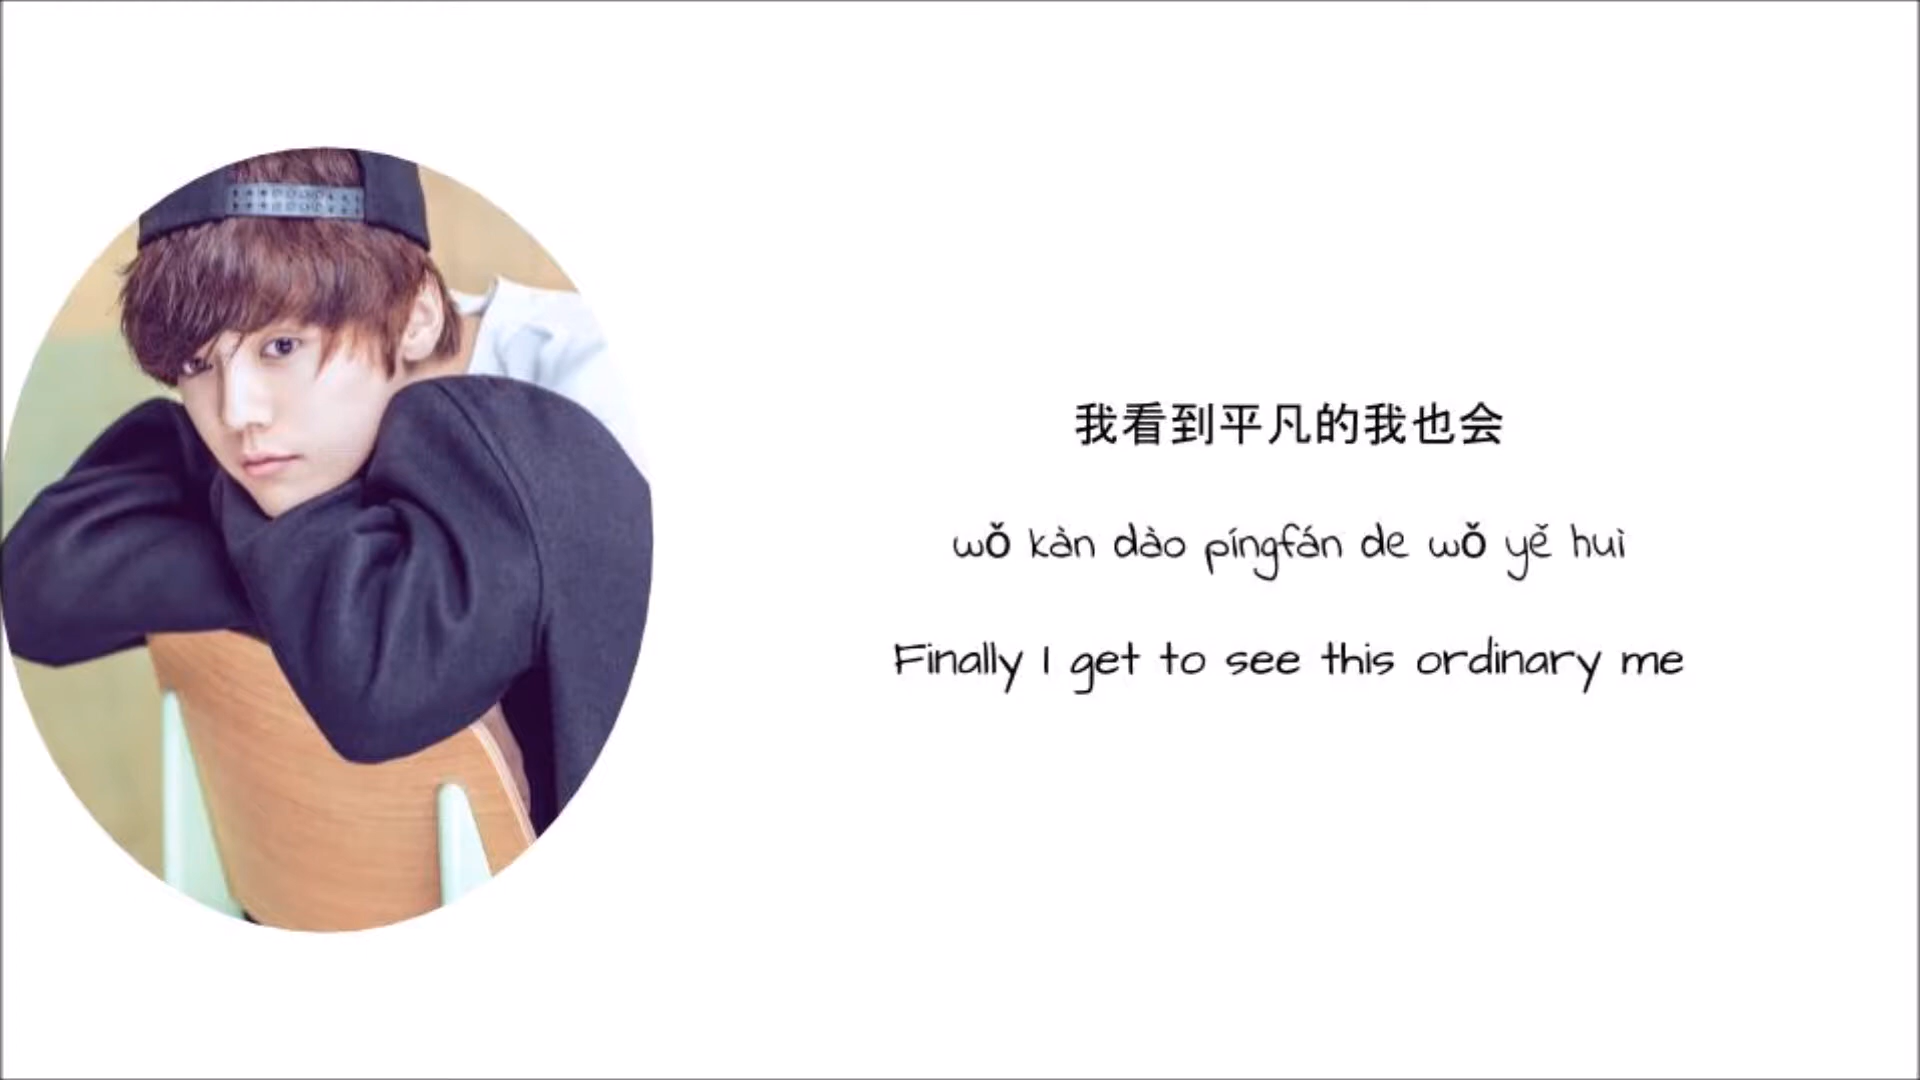 我看到平凡的我也会
wǒ kàn dào píngfán de wǒ yě huì
Finally I get to see this ordinary me